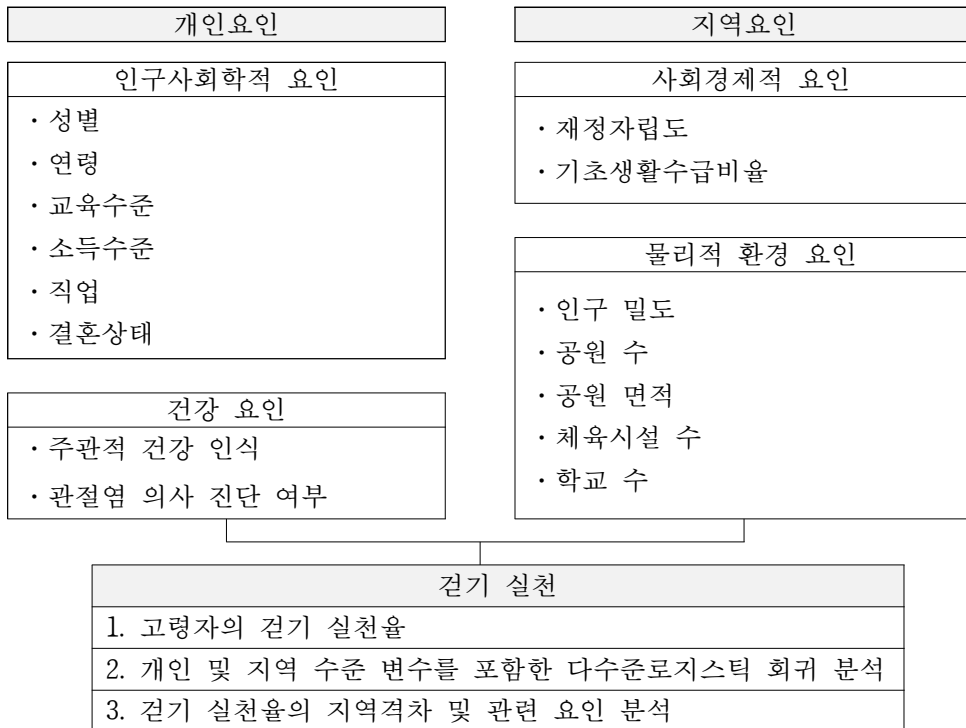 개인요인
인구사회학적 요인
· 성별
· 연령
· 교육수준
· 소득수준
· 직업
· 결혼상태
건강 요인
· 주관적 건강 인식
· 관절염 의사 진단 여부
지역요인
사회경제적 요인
· 재정자립도
· 기초생활수급비율
물리적 환경 요인
· 인구 밀도
· 공원 수
· 공원 면적
· 체육시설 수
· 학교 수
걷기 실천
1. 고령자의 걷기 실천율
2. 개인 및 지역 수준 변수를 포함한 다수준로지스틱 회귀 분석
3. 걷기 실천율의 지역격차 및 관련 요인 분석